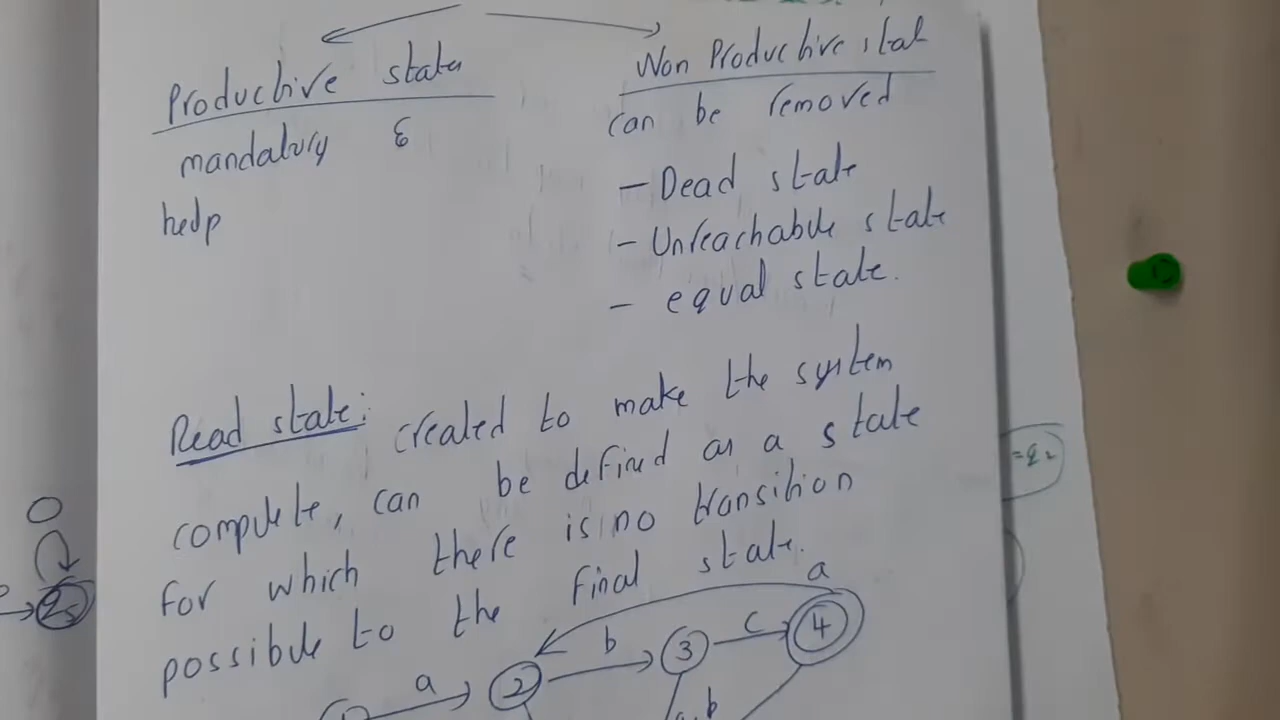 Productive state
mandatory &
help
Non Productive stat
can be removed
- Dead state
- Unreachable state
- equal state.
Dead state: created to make the system
complete, can be defined as a state
for which there is no transition
possible to the final state.
a
a 2 b 3 c 4
a,b
=q2